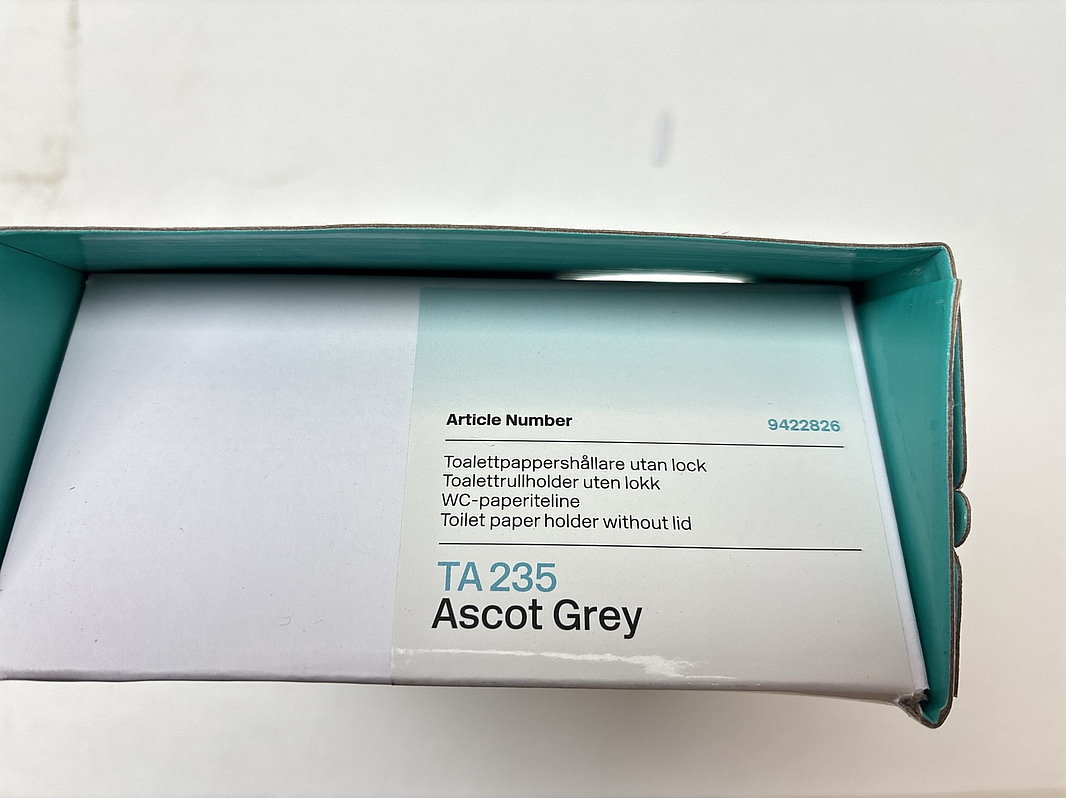 Article Number 9422826
Toalettpappershållare utan lock
Toalettrullholder uten lokk
WC-paperiteline
Toilet paper holder without lid
TA 235
Ascot Grey